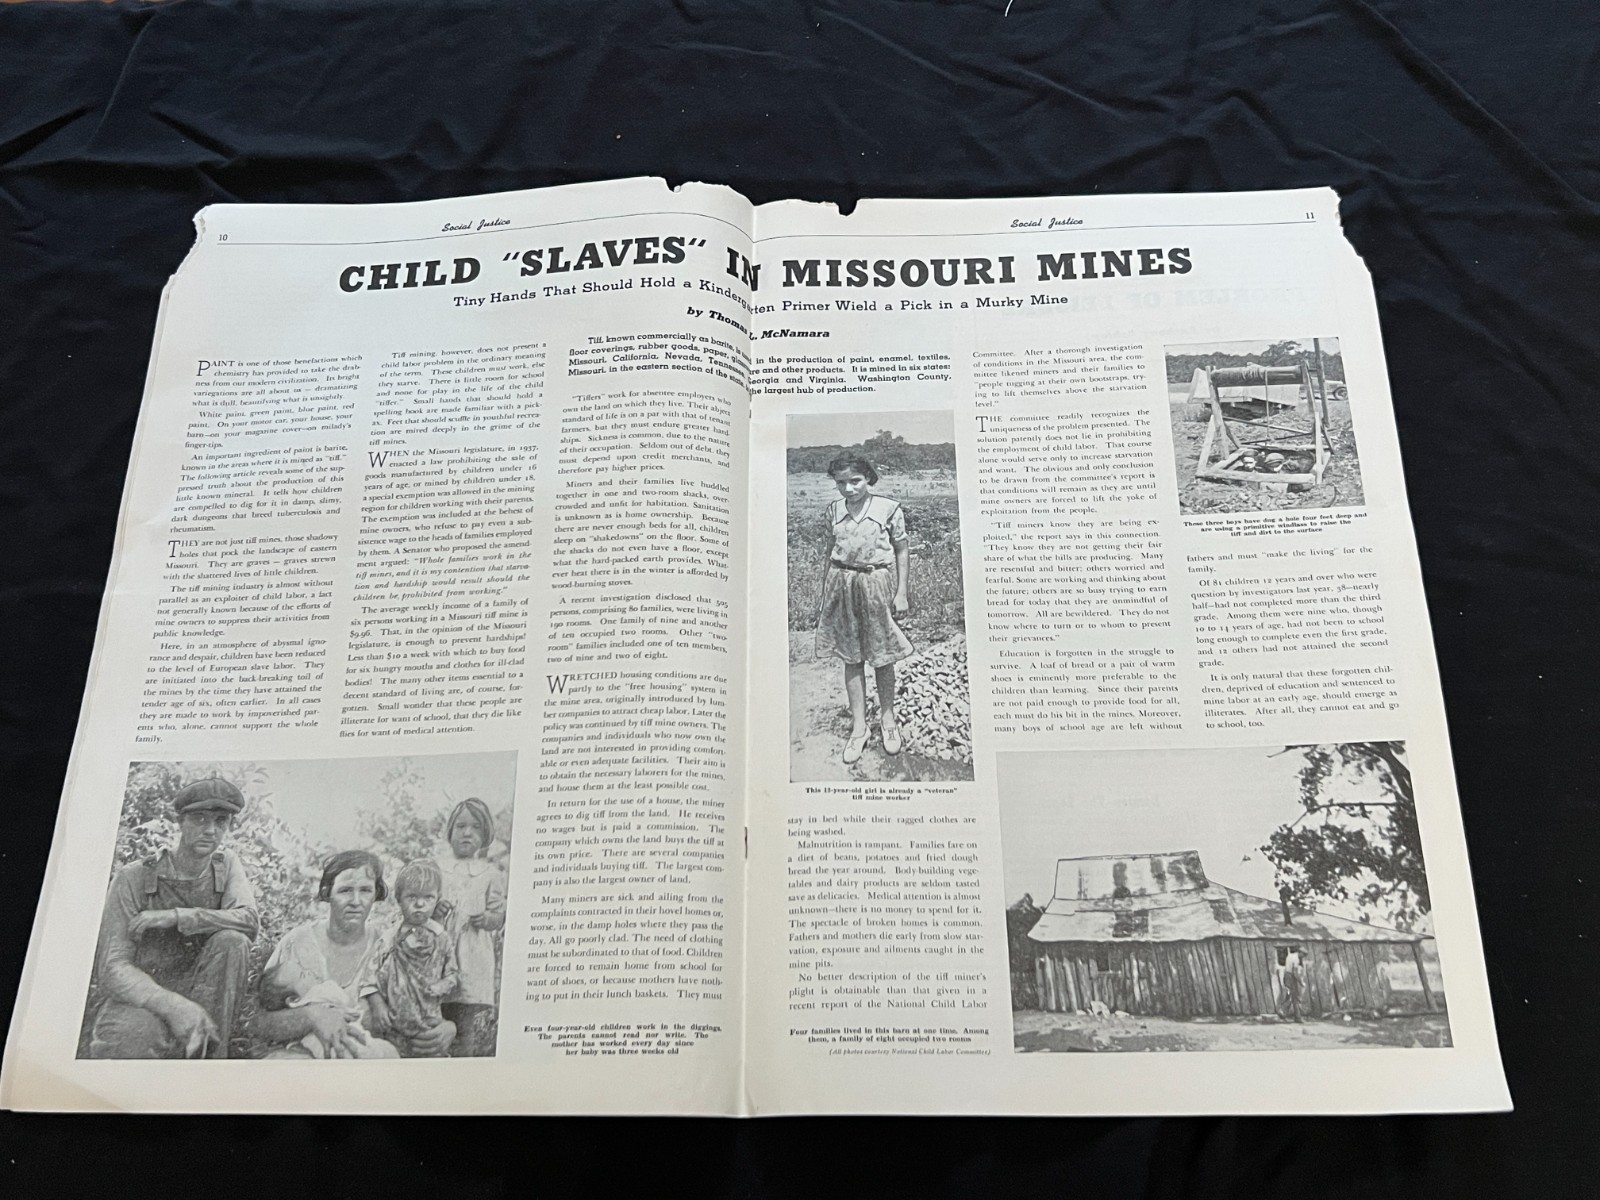 10
Social Justice
Social Justice
11
CHILD "SLAVES" IN MISSOURI MINES
Tiny Hands That Should Hold a Kindergarten Primer Wield a Pick in a Murky Mine
by Thomas L. McNamara
PAINT is one of those benefactions which
chemistry has provided to take the drab-
ness from our modern civilization. In bright
variegations are all about us — dramatizing
what is dull, beautifying what is unsightly.
White paint, green paint, blue paint, red
paint. On your motor car, your house, your
barn—on your magazine cover—on milady's
finger-tips.
An important ingredient of paint is barite,
known in the areas where it is mined as "tiff."
The following article reveals some of the sup-
pressed truth about the production of this
little known mineral. It tells how children
are compelled to dig for it in damp, slimy,
dark dungeons that breed tuberculosis and
rheumatism.
THEY are not just tiff mines, those shadowy
holes that pock the landscape of eastern
Missouri. They are graves — graves strewn
with the shattered lives of little children.
The tiff mining industry is almost without
parallel as an exploiter of child labor, a fact
not generally known because of the efforts of
mine owners to suppress their activities from
public knowledge.
Here, in an atmosphere of abysmal igno-
rance and despair, children have been reduced
to the level of European slave labor. They
are initiated into the back-breaking toil of
the mines by the time they have attained the
tender age of six, often earlier. In all cases
they are made to work by impoverished par-
ents who, alone, cannot support the whole
family.
Tiff mining, however, does not present a
child labor problem in the ordinary meaning
of the term. These children must work, else
they starve. There is little room for school
and none for play in the life of the child
"tiffer." Small hands that should hold a
spelling book are made familiar with a pick-
ax. Feet that should scuffle in youthful recrea-
tion are mired deeply in the grime of the
tiff mines.
WHEN the Missouri legislature, in 1937,
enacted a law prohibiting the sale of
goods manufactured by children under 16
years of age, or mined by children under 18,
a special exemption was allowed in the mining
region for children working with their parents.
The exemption was included at the behest of
mine owners, who refuse to pay even a sub-
sistence wage to the heads of families employed
by them. A Senator who proposed the amend-
ment argued: "Whole families work in the
tiff mines, and it is my contention that starva-
tion and hardship would result should the
children be prohibited from working."
The average weekly income of a family of
six persons working in a Missouri tiff mine is
$9.96. That, in the opinion of the Missouri
legislature, is enough to prevent hardships!
Less than $10 a week with which to buy food
for six hungry mouths and clothes for ill-clad
bodies! The many other items essential to a
decent standard of living are, of course, for-
gotten. Small wonder that these people are
illiterate for want of school, that they die like
flies for want of medical attention.
Tiff, known commercially as barite, is used in the production of paint, enamel, textiles,
floor coverings, rubber goods, paper, and other products. It is mined in six states:
Missouri, California, Nevada, Tennessee, Georgia and Virginia. Washington County,
Missouri, in the eastern section of the state, the largest hub of production.
"Tiffers" work for absentee employers who
own the land on which they live. Their abject
standard of life is on a par with that of tenant
farmers, but they must endure greater hard-
ships. Sickness is common, due to the nature
of their occupation. Seldom out of debt, they
must depend upon credit merchants, and
therefore pay higher prices.
Miners and their families live huddled
together in one and two-room shacks, over-
crowded and unfit for habitation. Sanitation
is unknown as is home ownership. Because
there are never enough beds for all, children
sleep on "shakedowns" on the floor. Some of
the shacks do not even have a floor, except
what the hard-packed earth provides. What-
ever heat there is in the winter is afforded by
wood-burning stoves.
A recent investigation disclosed that 505
persons, comprising 80 families, were living in
190 rooms. One family of nine and another
of ten occupied two rooms. Other "two-
room" families included one of ten members,
two of nine and two of eight.
WRETCHED housing conditions are due
partly to the "free housing" system in
the mine area, originally introduced by lum-
ber companies to attract cheap labor. Later the
policy was continued by tiff mine owners. The
companies and individuals who now own the
land are not interested in providing comfort-
able or even adequate facilities. Their aim is
to obtain the necessary laborers for the mines,
and house them at the least possible cost.
In return for the use of a house, the miner
agrees to dig tiff from the land. He receives
no wages but is paid a commission. The
company which owns the land buys the tiff at
its own price. There are several companies
and individuals buying tiff. The largest com-
pany is also the largest owner of land.
Many miners are sick and ailing from the
complaints contracted in their hovel homes or,
worse, in the damp holes where they pass the
day. All go poorly clad. The need of clothing
must be subordinated to that of food. Children
are forced to remain home from school for
want of shoes, or because mothers have noth-
ing to put in their lunch baskets. They must
Even four-year-old children work in the diggings.
The parents cannot read nor write. The
mother has worked every day since
her baby was three weeks old
This 12-year-old girl is already a "veteran"
tiff mine worker
stay in bed while their ragged clothes are
being washed.
Malnutrition is rampant. Families fare on
a diet of beans, potatoes and fried dough
bread the year around. Body-building vege-
tables and dairy products are seldom tasted
save as delicacies. Medical attention is almost
unknown—there is no money to spend for it.
The spectacle of broken homes is common.
Fathers and mothers die early from slow star-
vation, exposure and ailments caught in the
mine pits.
No better description of the tiff miner's
plight is obtainable than that given in a
recent report of the National Child Labor
Four families lived in this barn at one time. Among
them, a family of eight occupied two rooms
(All photos courtesy National Child Labor Committee)
Committee. After a thorough investigation
of conditions in the Missouri area, the com-
mittee likened miners and their families to
"people tugging at their own bootstraps, try-
ing to lift themselves above the starvation
level."
THE committee readily recognizes the
uniqueness of the problem presented. The
solution patently does not lie in prohibiting
the employment of child labor. That course
alone would serve only to increase starvation
and want. The obvious and only conclusion
to be drawn from the committee's report is
that conditions will remain as they are until
mine owners are forced to lift the yoke of
exploitation from the people.
"Tiff miners know they are being ex-
ploited," the report says in this connection.
"They know they are not getting their fair
share of what the hills are producing. Many
are resentful and bitter; others worried and
fearful. Some are working and thinking about
the future; others are so busy trying to earn
bread for today that they are unmindful of
tomorrow. All are bewildered. They do not
know where to turn or to whom to present
their grievances."
Education is forgotten in the struggle to
survive. A loaf of bread or a pair of warm
shoes is eminently more preferable to the
children than learning. Since their parents
are not paid enough to provide food for all,
each must do his bit in the mines. Moreover,
many boys of school age are left without
These three boys have dug a hole four feet deep and
are using a primitive windlass to raise the
tiff and dirt to the surface
fathers and must "make the living" for the
family.
Of 81 children 12 years and over who were
question by investigators last year, 38—nearly
half—had not completed more than the third
grade. Among them were nine who, though
10 to 14 years of age, had not been to school
long enough to complete even the first grade,
and 12 others had not attained the second
grade.
It is only natural that these forgotten chil-
dren, deprived of education and sentenced to
mine labor at an early age, should emerge as
illiterates. After all, they cannot eat and go
to school, too.